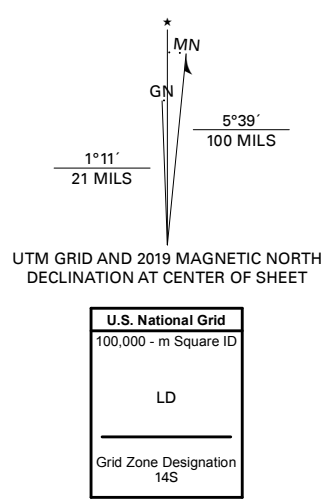 ★
MN
GN
5°39´
100 MILS
1°11´
21 MILS
UTM GRID AND 2019 MAGNETIC NORTH
DECLINATION AT CENTER OF SHEET
U.S. National Grid
100,000 - m Square ID
LD
Grid Zone Designation
14S